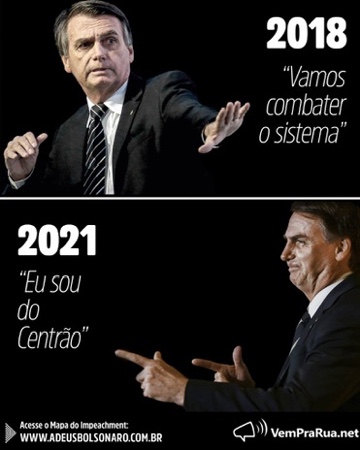 2018
“Vamos
combater
o sistema”
2021
“Eu sou
do
Centrão”
Acesse o Mapa do Impeachment:
WWW.ADEUSBOLSONARO.COM.BR
VemPraRua.net